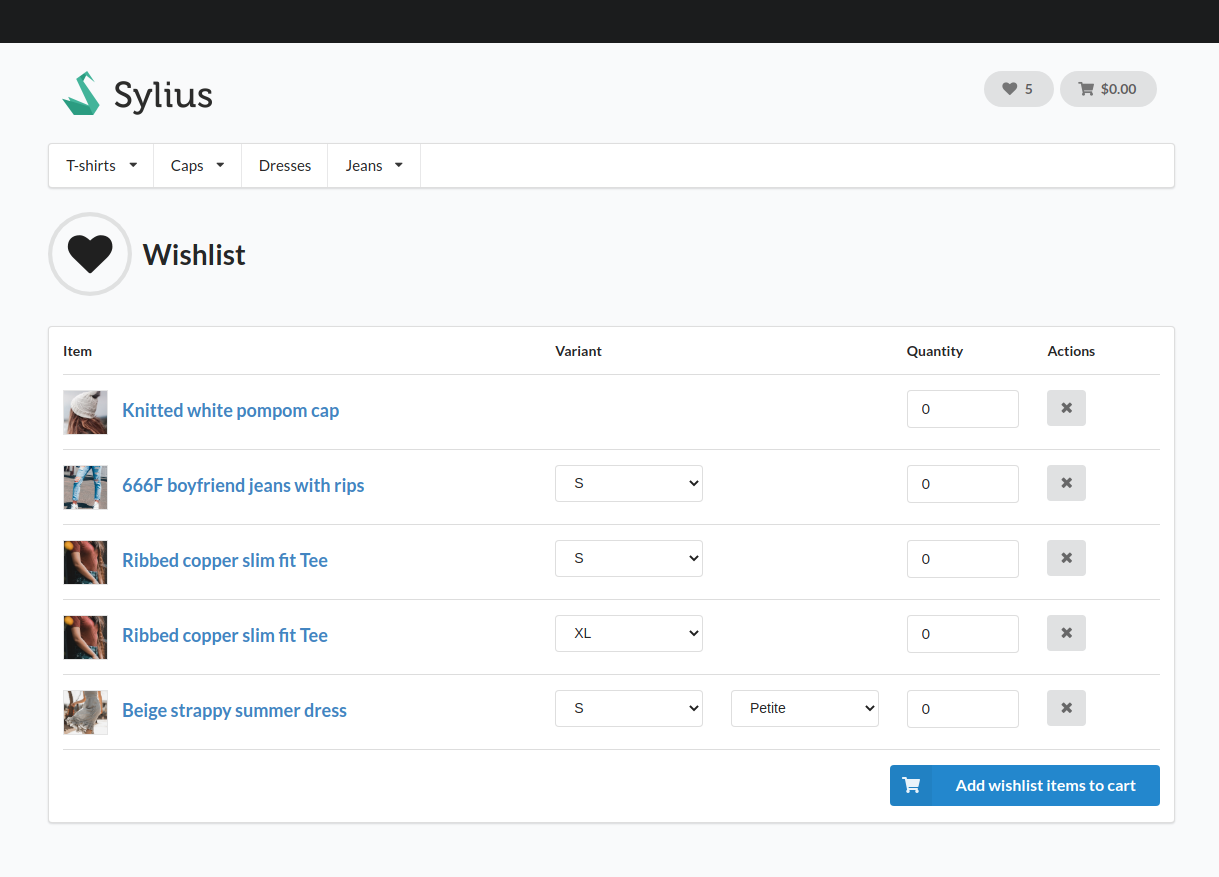 Sylius
5
$0.00
T-shirts Caps Dresses Jeans
Wishlist
Item Variant Quantity Actions
Knitted white pompom cap 0
666F boyfriend jeans with rips S 0
Ribbed copper slim fit Tee S 0
Ribbed copper slim fit Tee XL 0
Beige strappy summer dress S Petite 0
Add wishlist items to cart